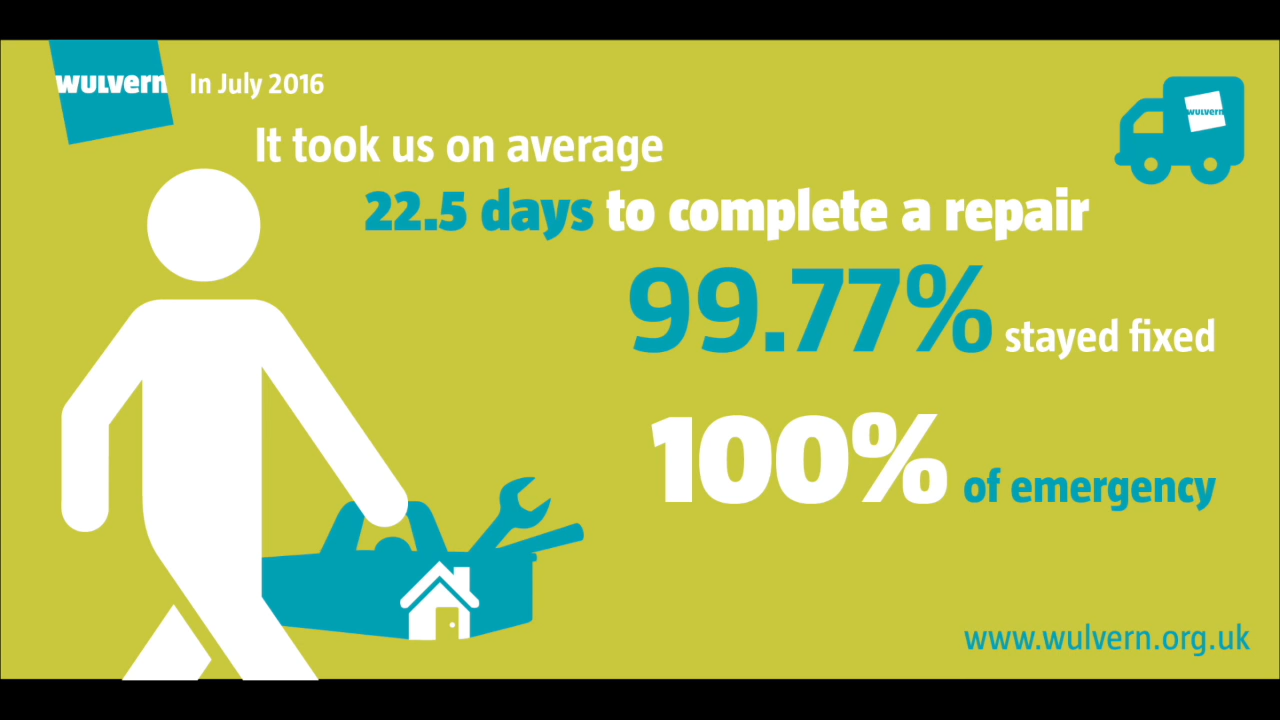 wulvern In July 2016
It took us on average
22.5 days to complete a repair
99.77% stayed fixed
100% of emergency
www.wulvern.org.uk
wulvern